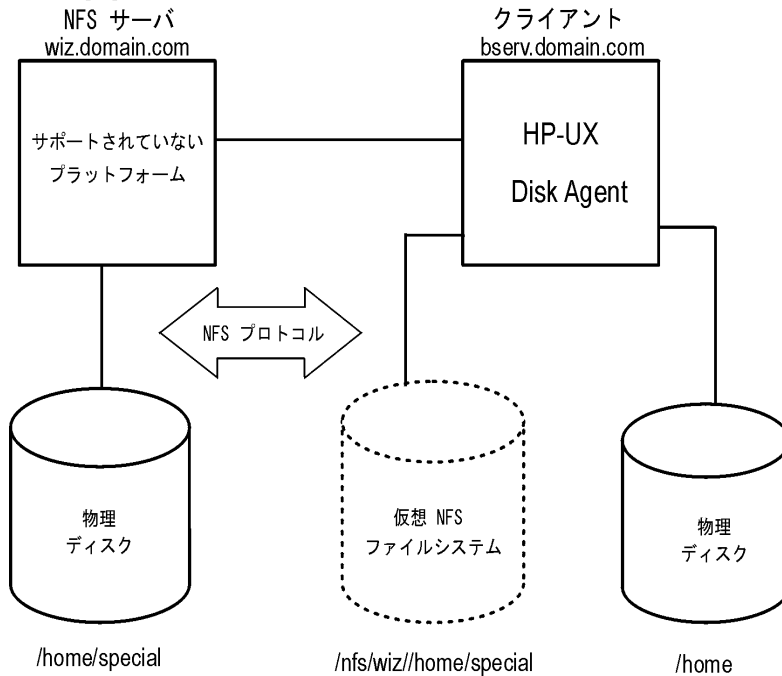 NFS サーバ
wiz.domain.com
クライアント
bserv.domain.com
サポートされていない
プラットフォーム
HP-UX
Disk Agent
NFS プロトコル
物理
ディスク
仮想 NFS
ファイルシステム
物理
ディスク
/home/special
/nfs/wiz//home/special
/home